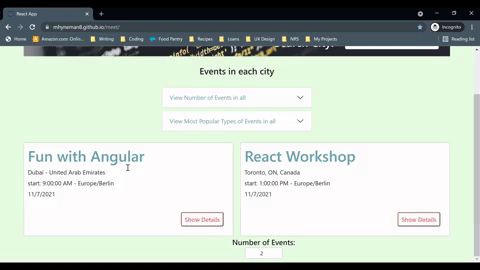 React App
mhyneman8.github.io/meet/
Incognito
Home
Amazon.com: Onlin...
Writing
Coding
Food Pantry
Recipes
Loans
UX Design
NRS
My Projects
Reading list
Events in each city
View Number of Events in all
View Most Popular Types of Events in all
Fun with Angular
Dubai - United Arab Emirates
start: 9:00:00 AM - Europe/Berlin
11/7/2021
Show Details
React Workshop
Toronto, ON, Canada
start: 1:00:00 PM - Europe/Berlin
11/7/2021
Show Details
Number of Events:
2